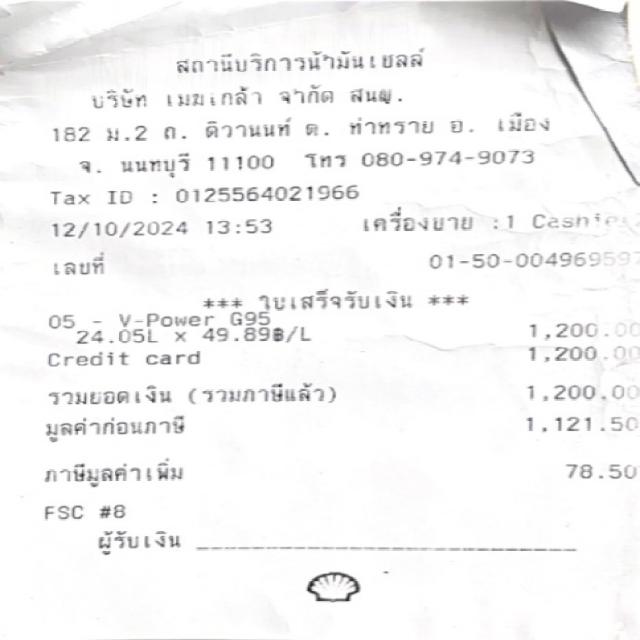 สถานีบริการน้ำมันเชลล์
บริษัท เมฆเกล้า จำกัด สนญ.
182 ม.2 ถ. ติวานนท์ ต. ท่าทราย อ. เมือง
จ. นนทบุรี 11100 โทร 080-974-9073
Tax ID : 0125564021966
12/10/2024 13:53 เครื่องขาย :1 Cashie
เลขที่ 01-50-004969597
*** ใบเสร็จรับเงิน ***
05 - V-Power G95
24.05L x 49.89฿/L 1,200.00
Credit card 1,200.00
รวมยอดเงิน (รวมภาษีแล้ว) 1,200.00
มูลค่าก่อนภาษี 1,121.50
ภาษีมูลค่าเพิ่ม 78.50
FSC #8
ผู้รับเงิน